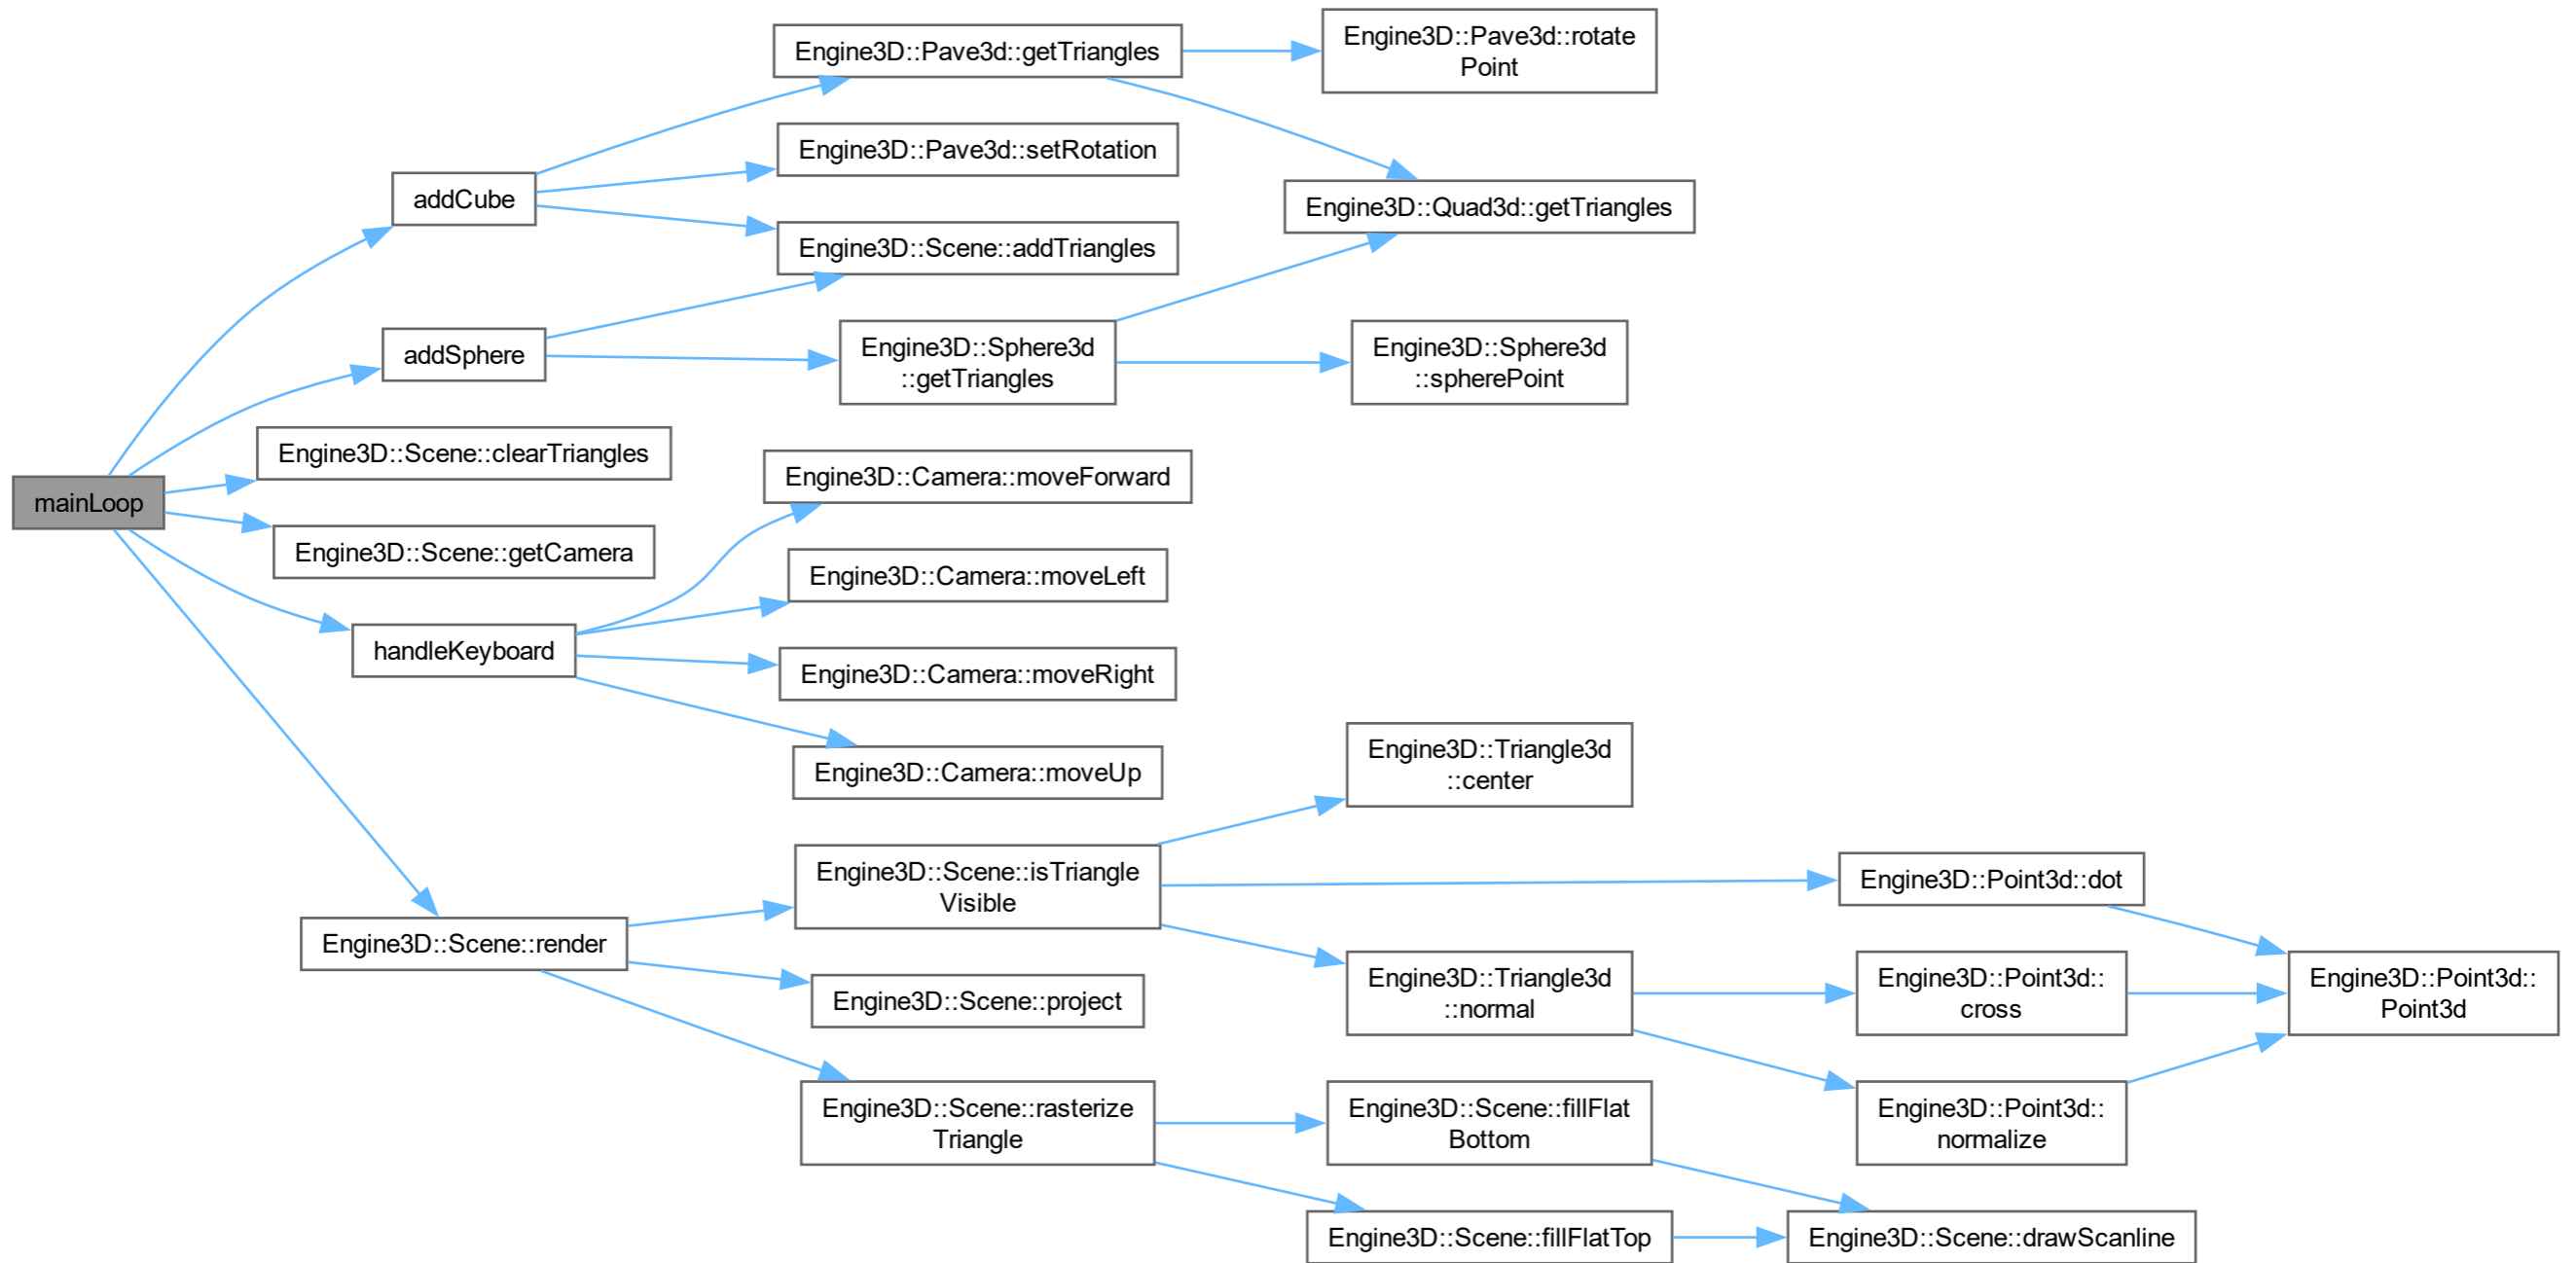 mainLoop
addCube
addSphere
Engine3D::Scene::clearTriangles
Engine3D::Scene::getCamera
handleKeyboard
Engine3D::Scene::render
Engine3D::Pave3d::getTriangles
Engine3D::Pave3d::setRotation
Engine3D::Scene::addTriangles
Engine3D::Sphere3d
::getTriangles
Engine3D::Camera::moveForward
Engine3D::Camera::moveLeft
Engine3D::Camera::moveRight
Engine3D::Camera::moveUp
Engine3D::Scene::isTriangle
Visible
Engine3D::Scene::project
Engine3D::Scene::rasterize
Triangle
Engine3D::Pave3d::rotate
Point
Engine3D::Quad3d::getTriangles
Engine3D::Sphere3d
::spherePoint
Engine3D::Triangle3d
::center
Engine3D::Triangle3d
::normal
Engine3D::Scene::fillFlat
Bottom
Engine3D::Scene::fillFlatTop
Engine3D::Point3d::dot
Engine3D::Point3d::
cross
Engine3D::Point3d::
normalize
Engine3D::Scene::drawScanline
Engine3D::Point3d::
Point3d